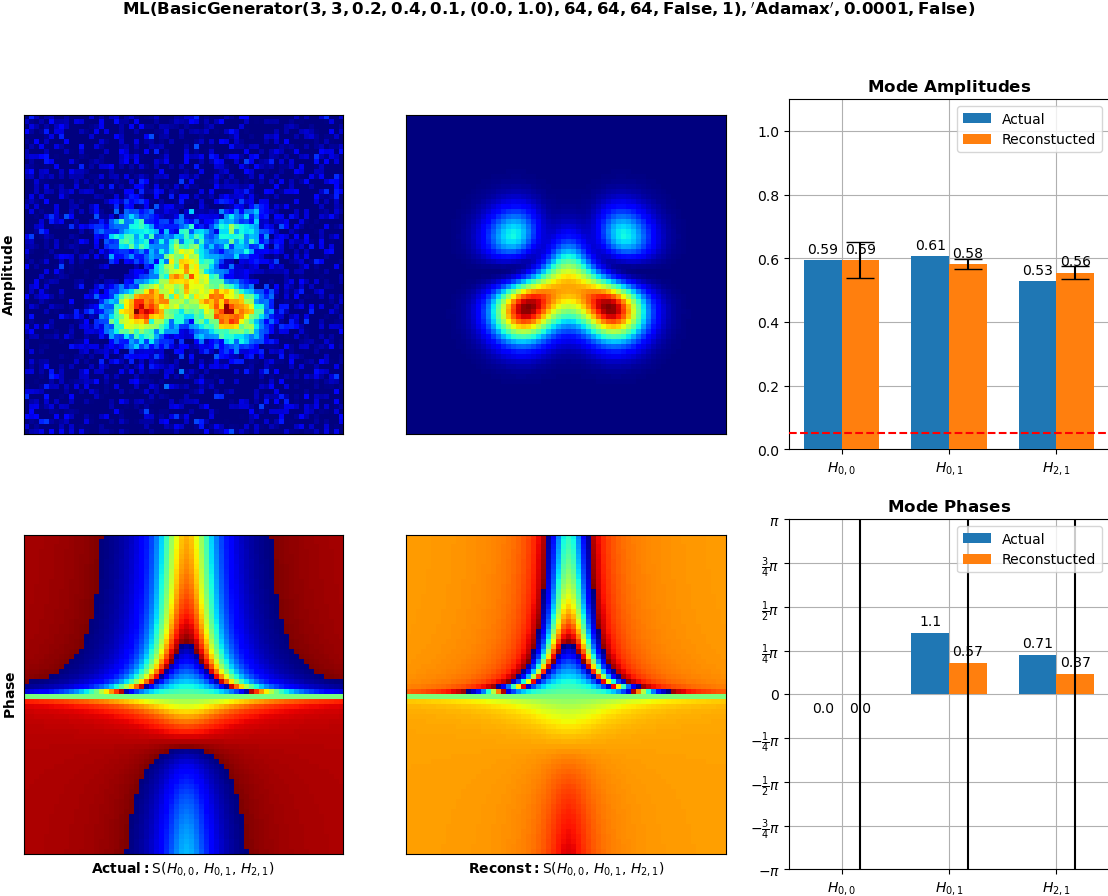 ML(BasicGenerator(3, 3, 0.2, 0.4, 0.1, (0.0, 1.0), 64, 64, 64, False, 1), ′Adamax′, 0.0001, False)
Amplitude
Mode Amplitudes
Actual
Reconstucted
1.0
0.8
0.6
0.4
0.2
0.0
0.59 0.59
0.61 0.58
0.53 0.56
H₀,₀ H₀,₁ H₂,₁
Phase
Actual: S(H₀,₀, H₀,₁, H₂,₁)
Reconst: S(H₀,₀, H₀,₁, H₂,₁)
Mode Phases
Actual
Reconstucted
π
3/4π
1/2π
1/4π
0
−1/4π
−1/2π
−3/4π
−π
0.0 0.0
1.1 0.57
0.71 0.37
H₀,₀ H₀,₁ H₂,₁